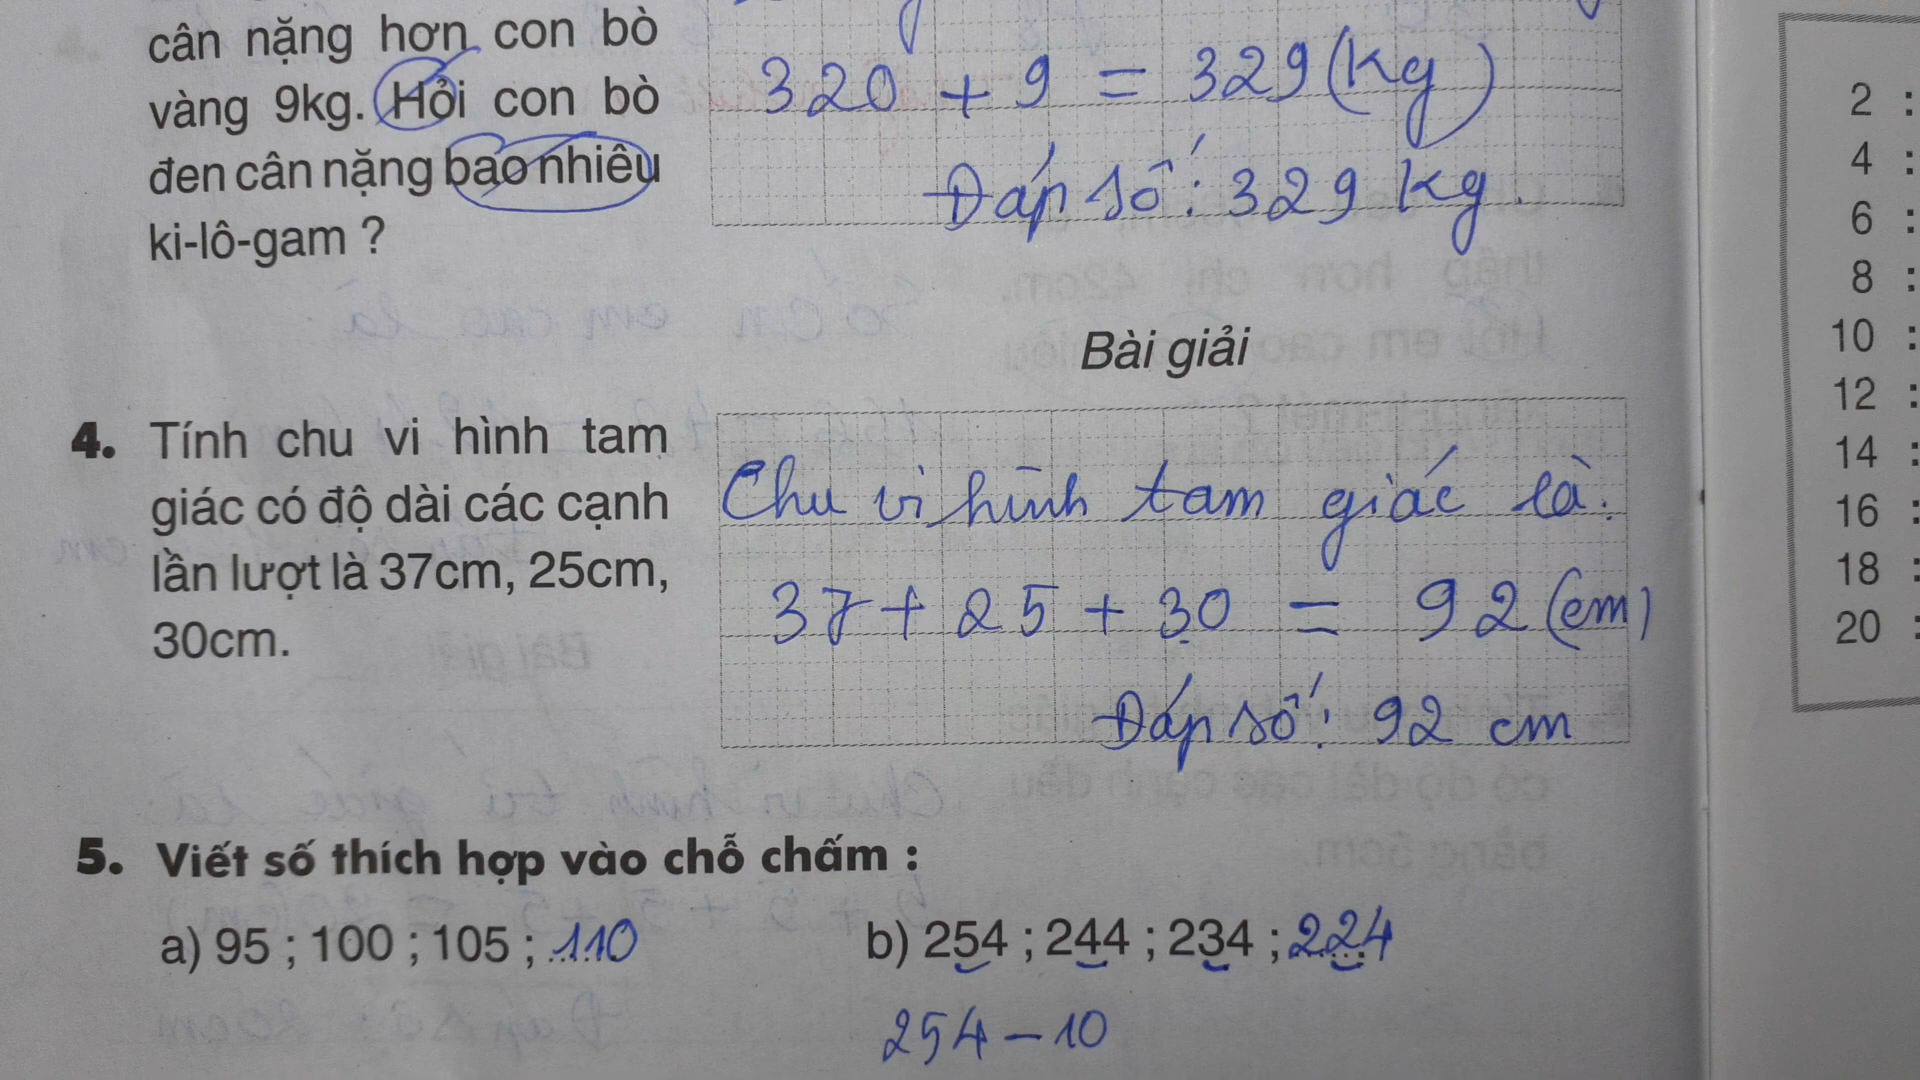 cân nặng hơn con bò
vàng 9kg. Hỏi con bò
đen cân nặng bao nhiêu
ki-lô-gam ?
320 + 9 = 329 (kg)
Đáp số: 329 kg.
Bài giải
4. Tính chu vi hình tam
giác có độ dài các cạnh
lần lượt là 37cm, 25cm,
30cm.
Chu vi hình tam giác là:
37 + 25 + 30 = 92 (cm)
Đáp số: 92 cm
5. Viết số thích hợp vào chỗ chấm :
a) 95 ; 100 ; 105 ; 110
b) 254 ; 244 ; 234 ; 224
254 - 10
2 :
4 :
6 :
8 :
10 :
12 :
14 :
16 :
18 :
20 :